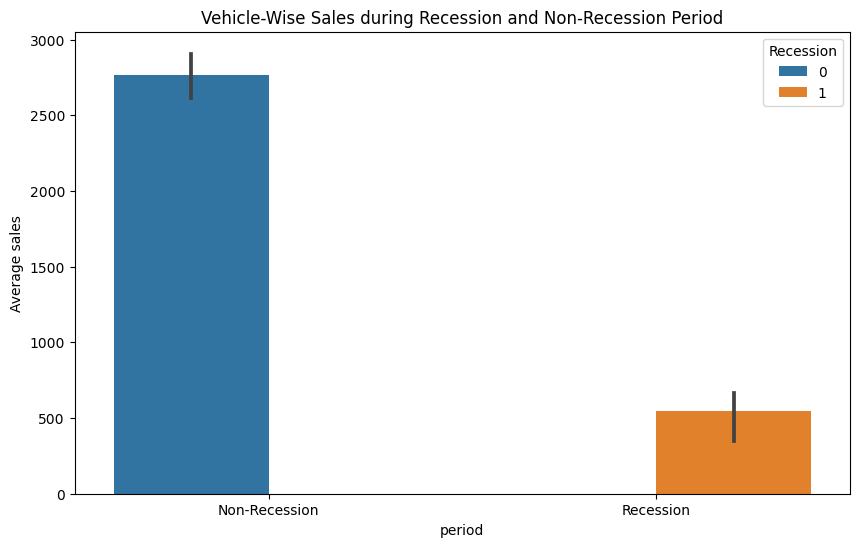 Vehicle-Wise Sales during Recession and Non-Recession Period
Recession
0
1
3000
2500
2000
1500
1000
500
0
Average sales
Non-Recession
Recession
period